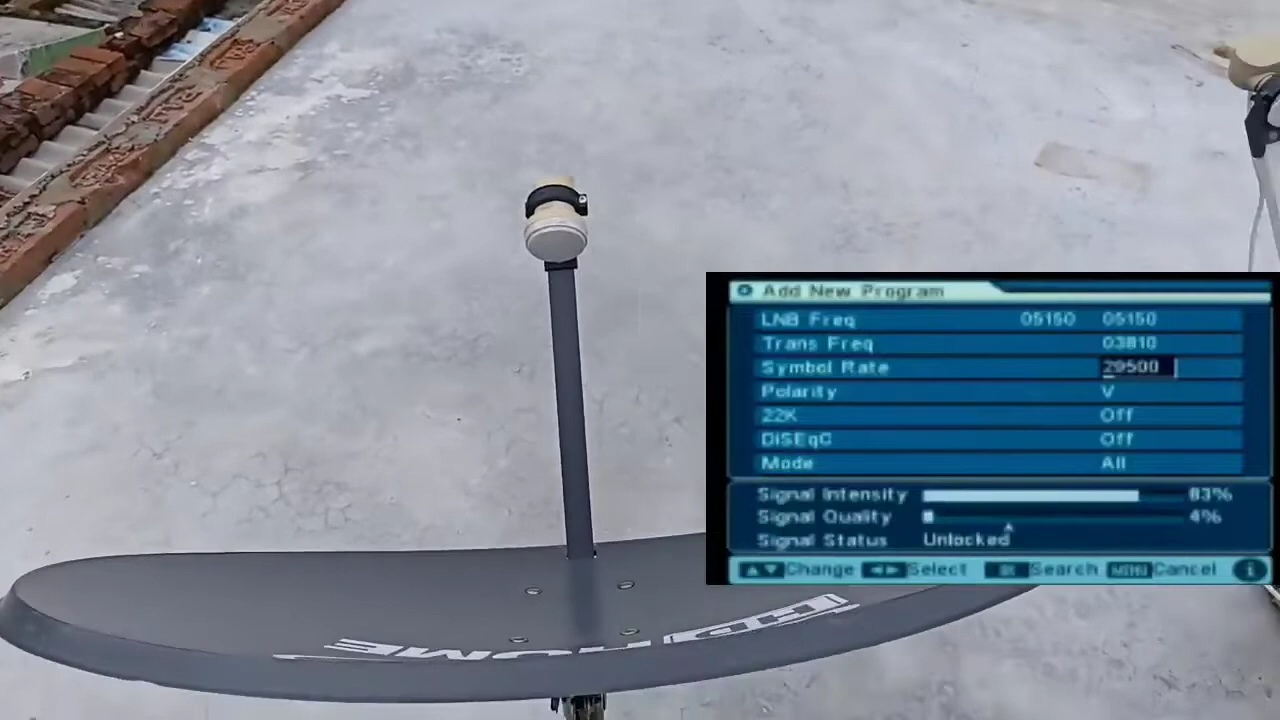 Add New Program
LNB Freq 05150 05150
Trans Freq 03810
Symbol Rate 29500
Polarity V
22K Off
DiSEqC Off
Mode All
Signal Intensity 83%
Signal Quality 4%
Signal Status Unlocked
Change Select Search MENU Cancel